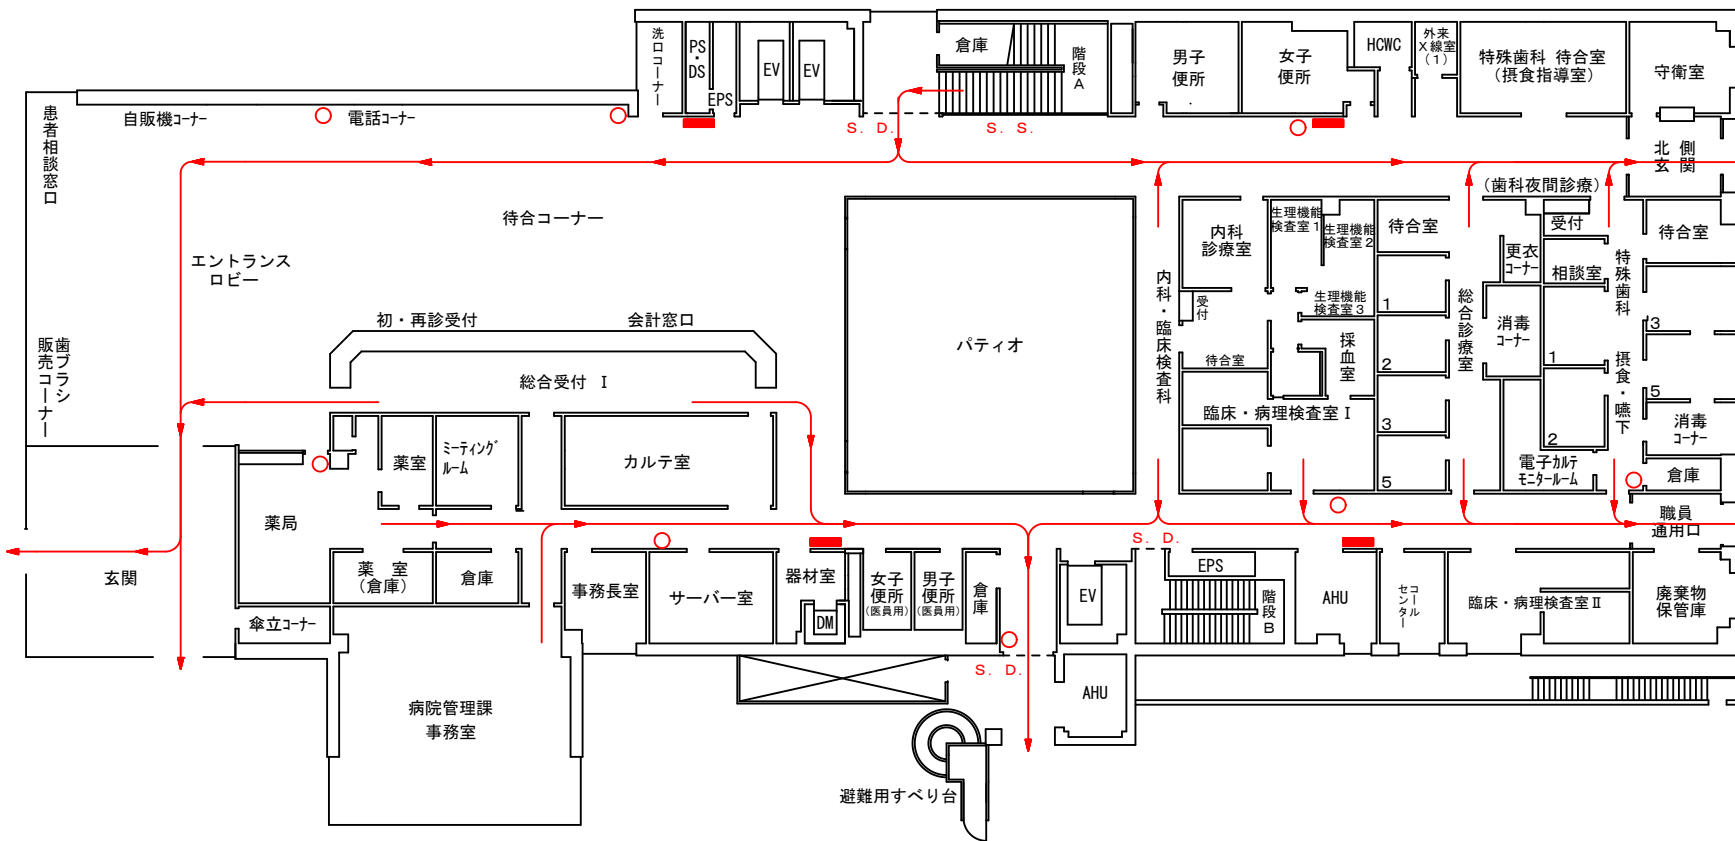 洗口コーナー
PS・DS
EPS
EV
EV
倉庫
階段A
男子便所
女子便所
HCWC
外来X線室(1)
特殊歯科 待合室
(摂食指導室)
守衛室
患者相談窓口
自販機コーナー
電話コーナー
S. D.
S. S.
北側玄関
(歯科夜間診療)
待合コーナー
エントランス
ロビー
内科
診療室
生理機能
検査室1
生理機能
検査室2
生理機能
検査室3
待合室
受付
更衣
コーナー
相談室
特殊歯科 摂食・嚥下
待合室
内科・臨床検査科
受付
採血室
総合診療室
消毒
コーナー
1
2
3
5
1
2
3
5
初・再診受付
会計窓口
パティオ
歯ブラシ
販売コーナー
総合受付 I
待合室
臨床・病理検査室 I
消毒
コーナー
薬室
ミーティング
ルーム
カルテ室
電子カルテ
モニタールーム
倉庫
薬局
職員
通用口
S. D.
玄関
薬 室
(倉庫)
倉庫
事務長室
サーバー室
器材室
DM
女子
便所
(医員用)
男子
便所
(医員用)
倉庫
EV
EPS
階段B
AHU
コールセンター
臨床・病理検査室 II
廃棄物
保管庫
傘立コーナー
S. D.
AHU
病院管理課
事務室
避難用すべり台